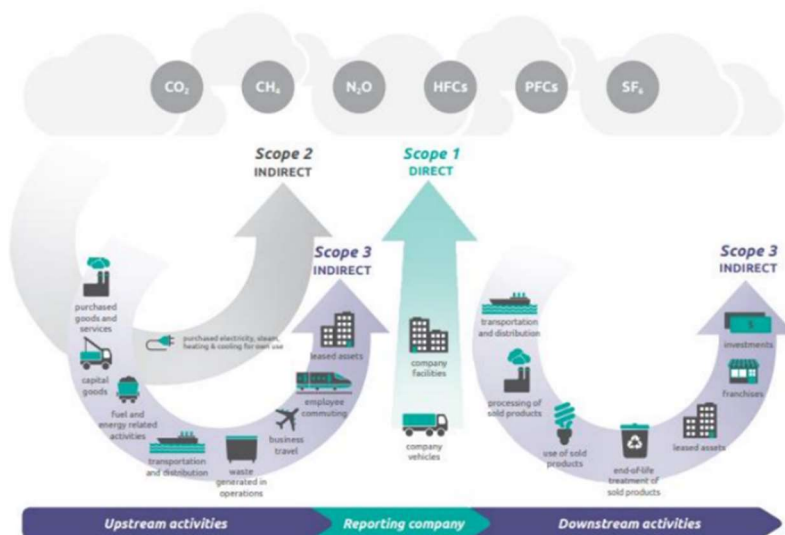 CO₂ CH₄ N₂O HFCs PFCs SF₆
Scope 2
INDIRECT
Scope 1
DIRECT
Scope 3
INDIRECT
Scope 3
INDIRECT
purchased
goods and
services
capital
goods
fuel and
energy related
activities
transportation
and distribution
waste
generated in
operations
business
travel
employee
commuting
leased assets
purchased electricity, steam,
heating & cooling for own use
company
facilities
company
vehicles
transportation
and distribution
processing of
sold products
use of sold
products
end-of-life
treatment of
sold products
leased assets
franchises
investments
$
Upstream activities
Reporting company
Downstream activities